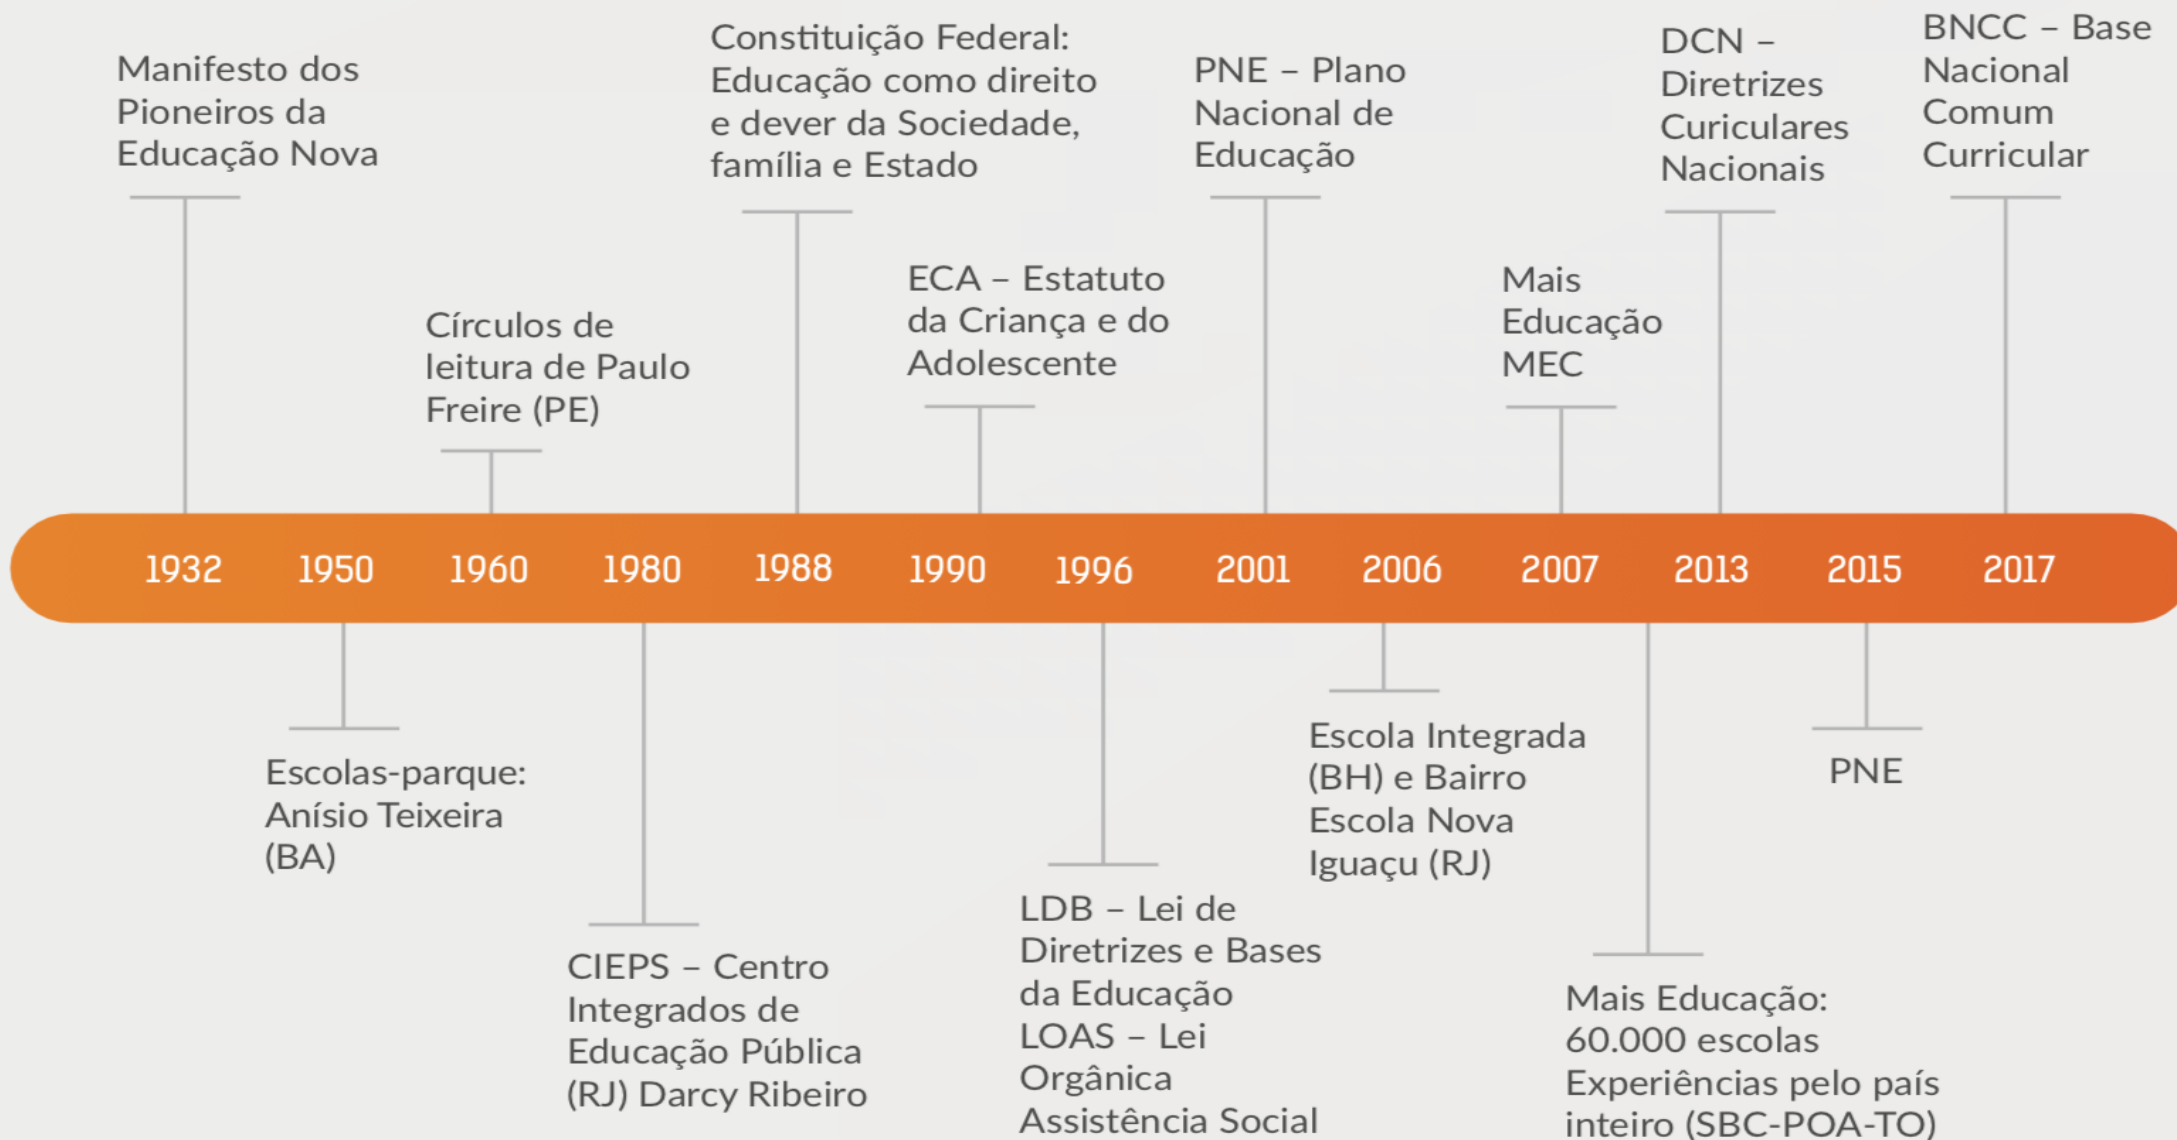 Manifesto dos
Pioneiros da
Educação Nova
Círculos de
leitura de Paulo
Freire (PE)
Constituição Federal:
Educação como direito
e dever da Sociedade,
família e Estado
ECA – Estatuto
da Criança e do
Adolescente
PNE – Plano
Nacional de
Educação
Mais
Educação
MEC
DCN –
Diretrizes
Curiculares
Nacionais
BNCC – Base
Nacional
Comum
Curricular
1932 1950 1960 1980 1988 1990 1996 2001 2006 2007 2013 2015 2017
Escolas-parque:
Anísio Teixeira
(BA)
CIEPS – Centro
Integrados de
Educação Pública
(RJ) Darcy Ribeiro
LDB – Lei de
Diretrizes e Bases
da Educação
LOAS – Lei
Orgânica
Assistência Social
Escola Integrada
(BH) e Bairro
Escola Nova
Iguaçu (RJ)
Mais Educação:
60.000 escolas
Experiências pelo país
inteiro (SBC-POA-TO)
PNE